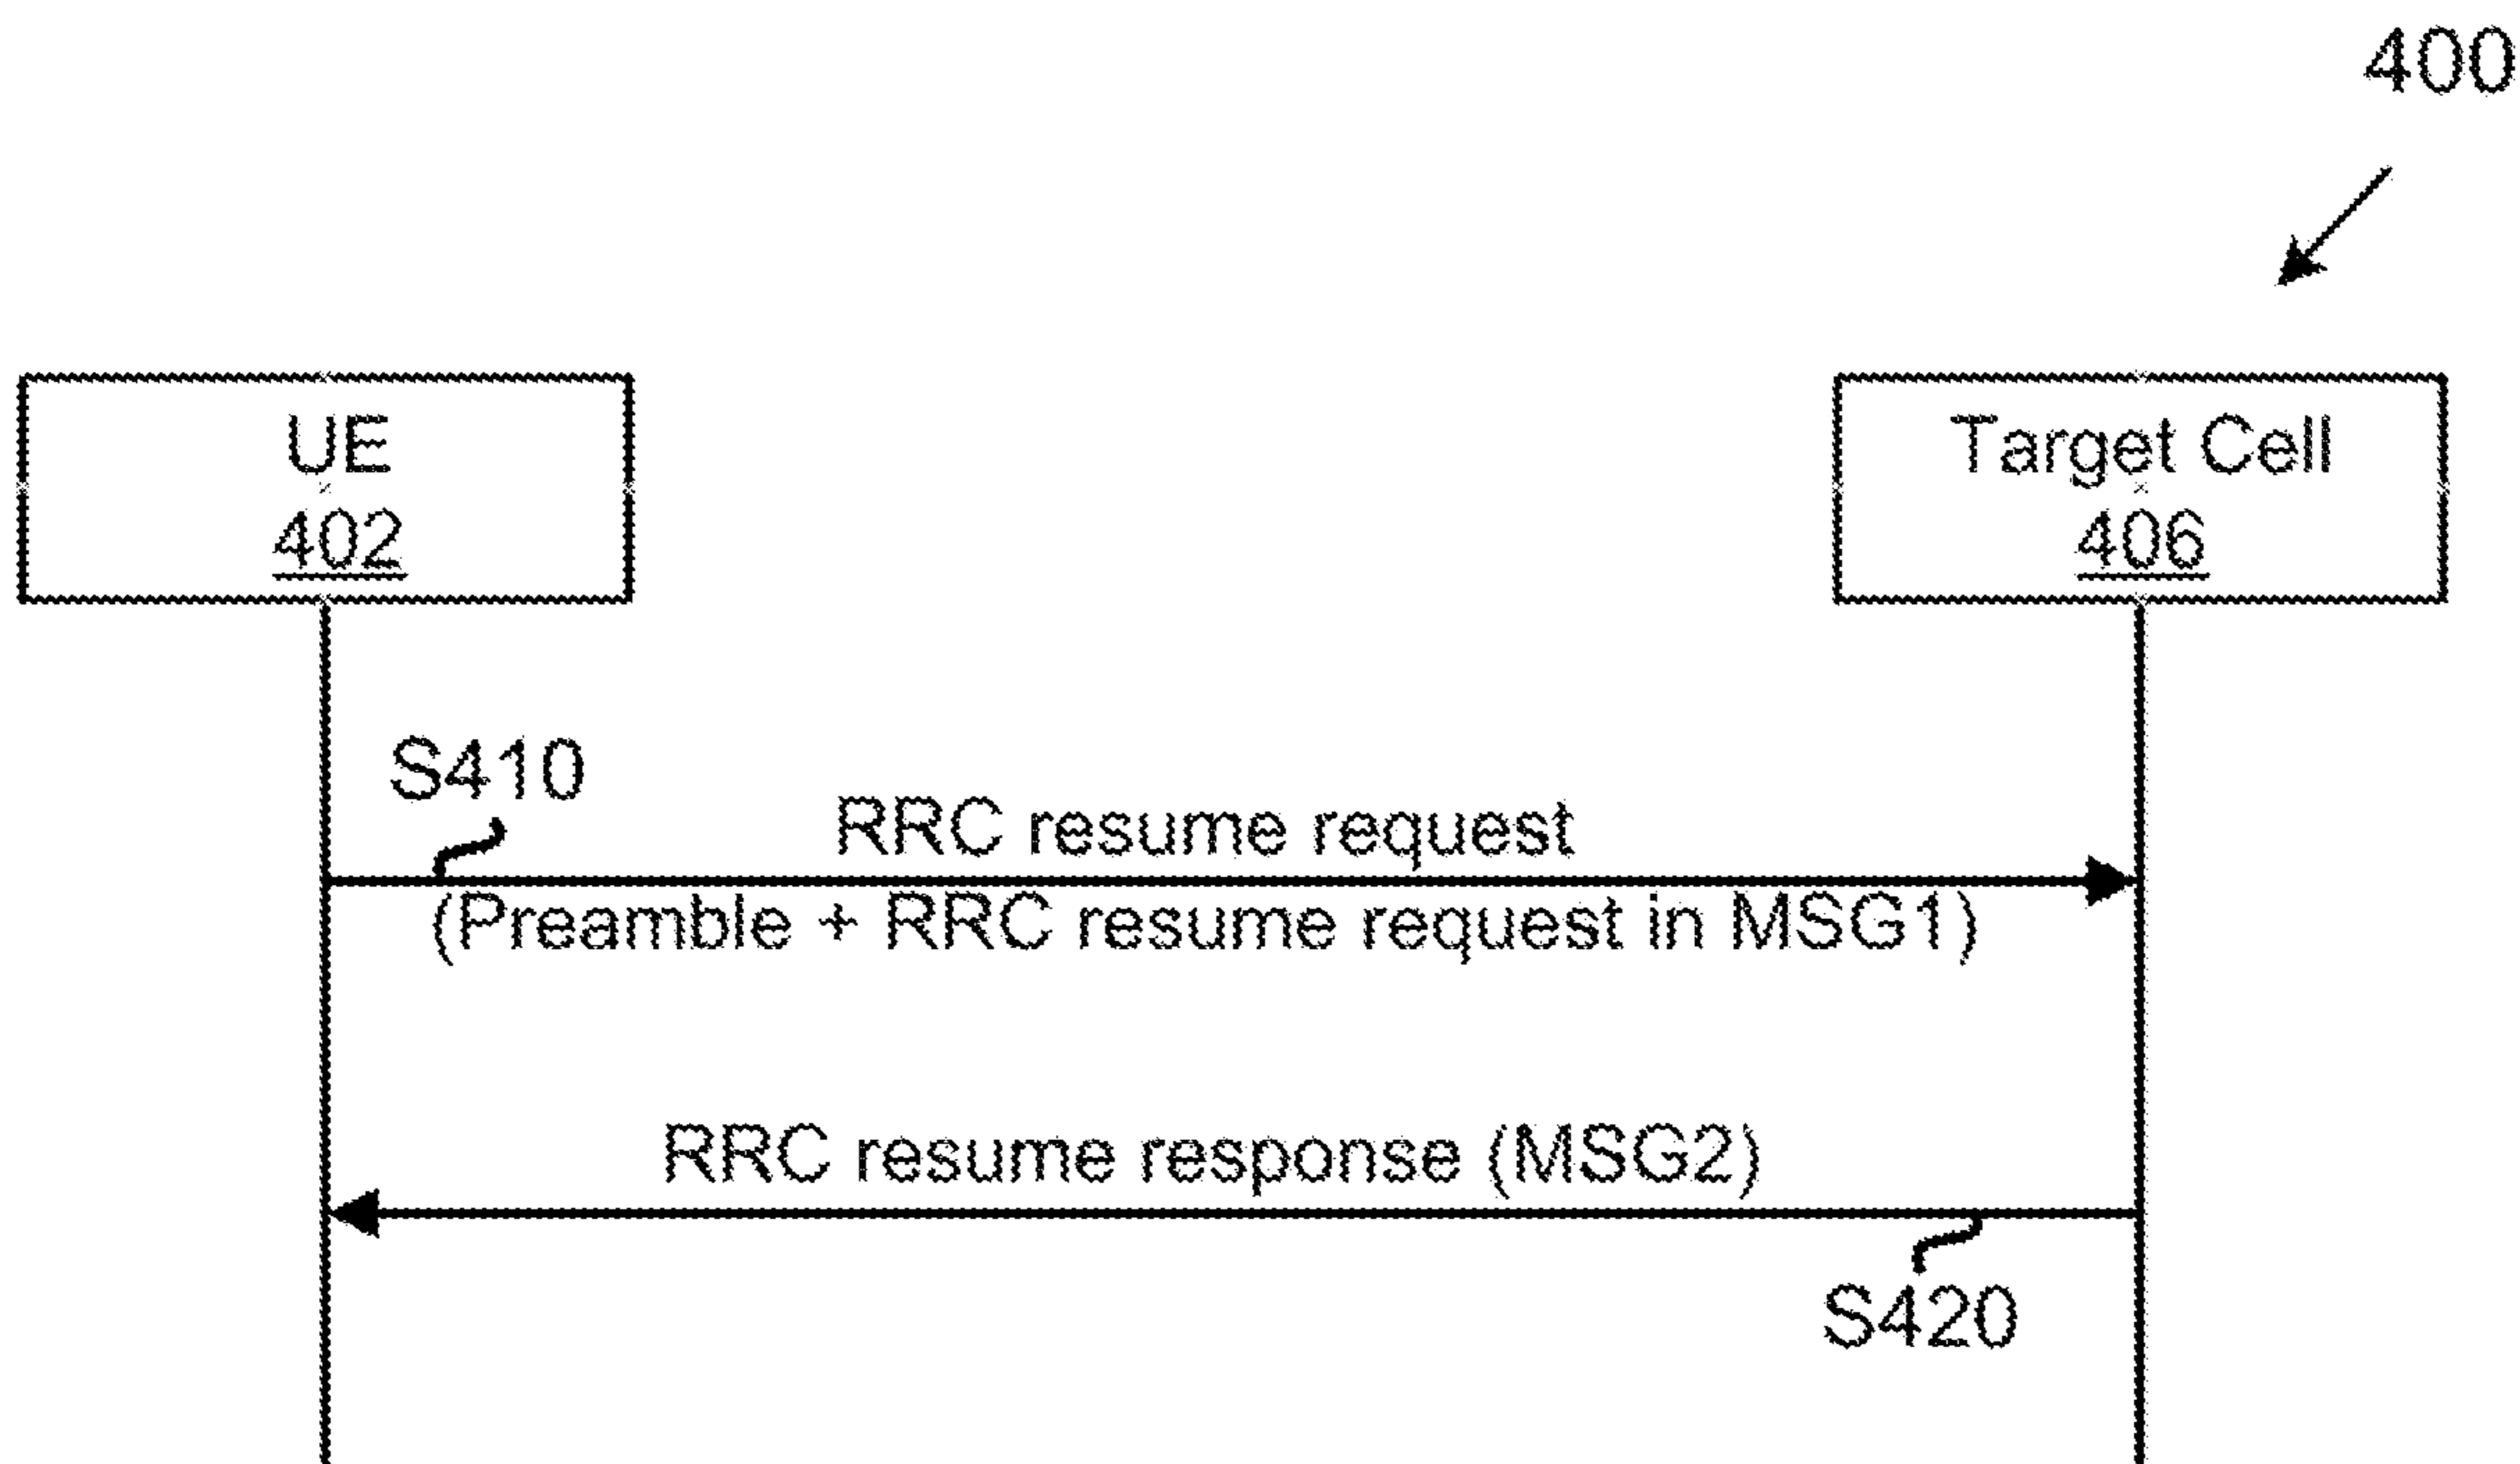 400
UE
402
Target Cell
406
S410
RRC resume request
(Preamble + RRC resume request in MSG1)
RRC resume response (MSG2)
S420